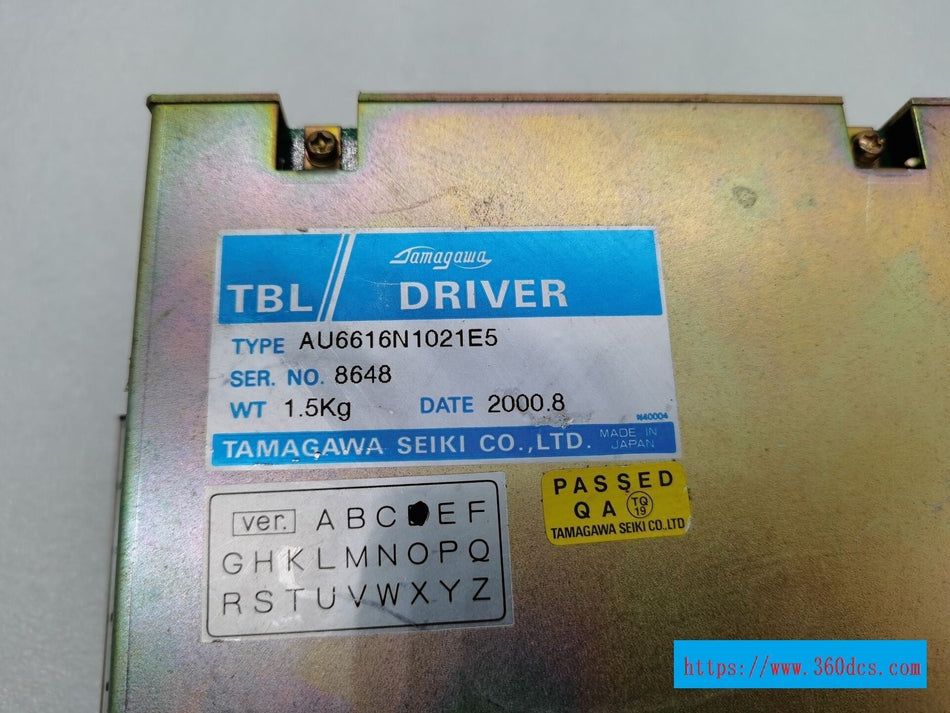 Tamagawa
TBL// DRIVER
TYPE AU6616N1021E5
SER. NO. 8648
WT 1.5Kg DATE 2000.8
N40004
TAMAGAWA SEIKI CO.,LTD. MADE IN JAPAN
PASSED
QA TQ 19
TAMAGAWA SEIKI CO.,LTD
ver. A B C E F
G H K L M N O P Q
R S T U V W X Y Z
https://www.360dcs.com